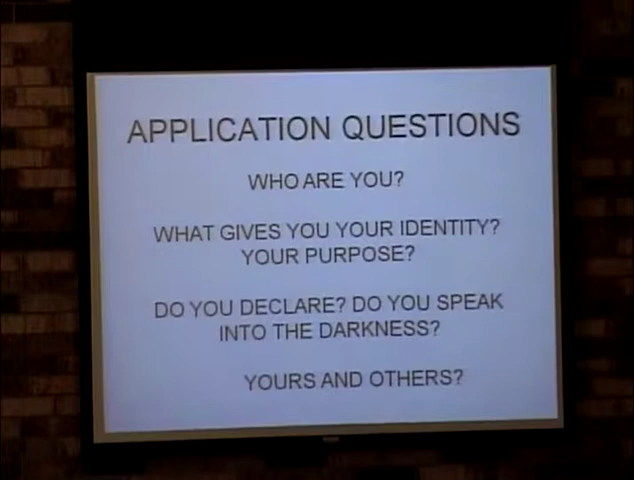 APPLICATION QUESTIONS
WHO ARE YOU?
WHAT GIVES YOU YOUR IDENTITY?
YOUR PURPOSE?
DO YOU DECLARE? DO YOU SPEAK
INTO THE DARKNESS?
YOURS AND OTHERS?